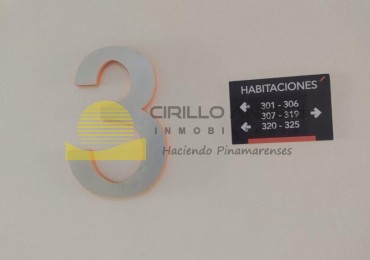 3
HABITACIONES
← 301 - 306
307 - 319 →
← 320 - 325
CIRILLO
INMOBI
Haciendo Pinamarenses